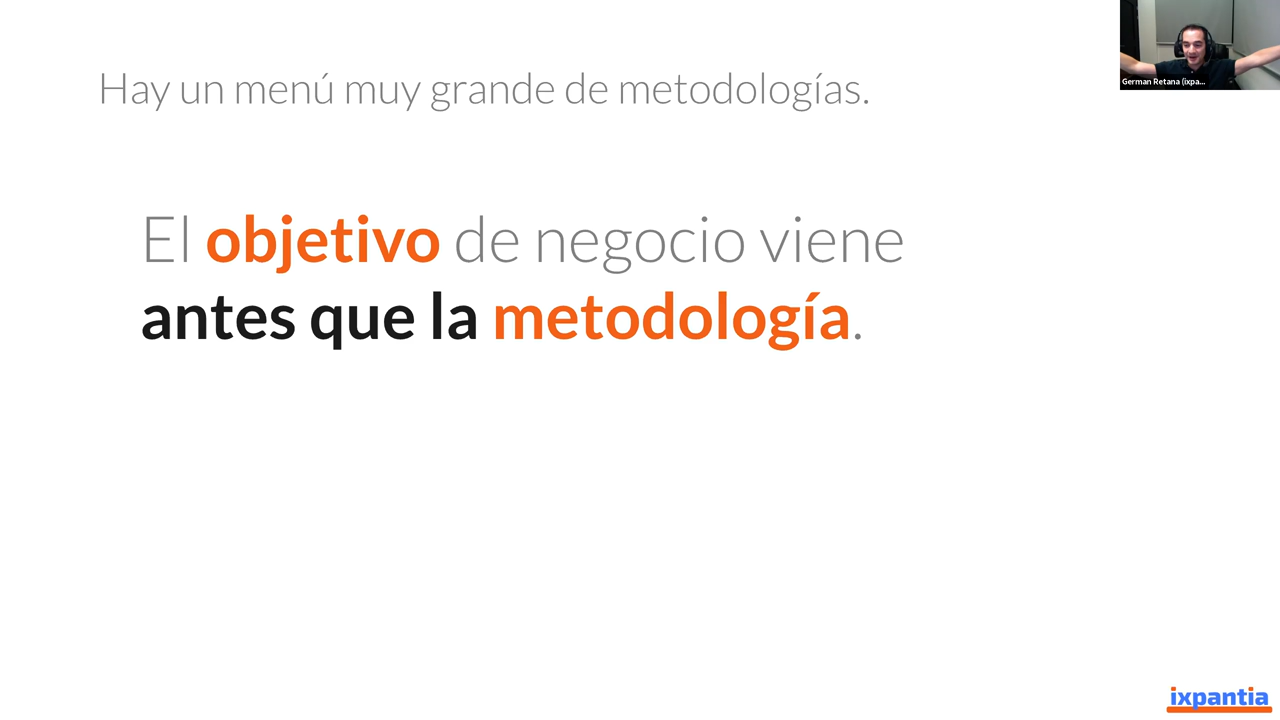 Hay un menú muy grande de metodologías.
El objetivo de negocio viene
antes que la metodología.
German Retana (ixpa...
ixpantia